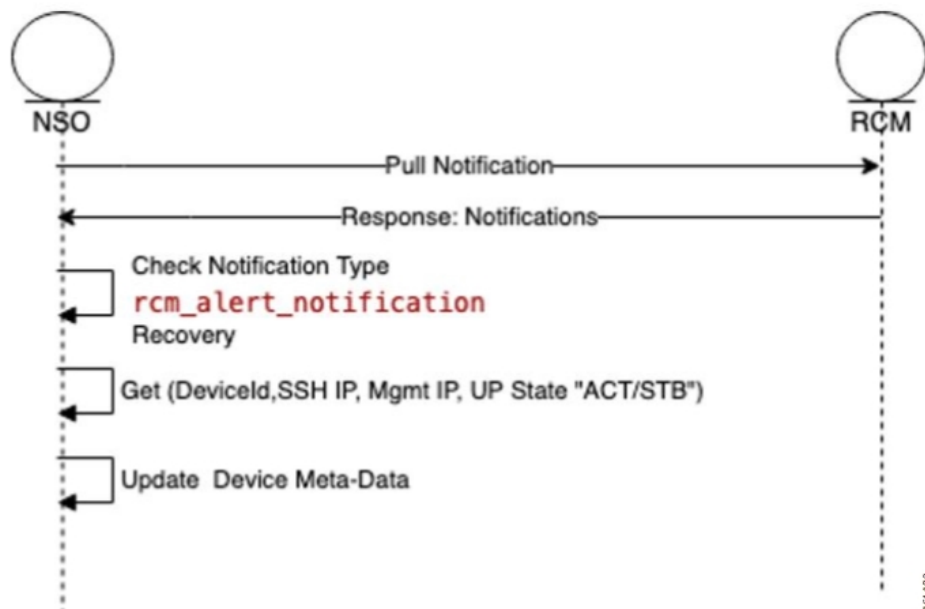 NSO
RCM
Pull Notification
Response: Notifications
Check Notification Type
rcm_alert_notification
Recovery
Get (DeviceId,SSH IP, Mgmt IP, UP State "ACT/STB")
Update Device Meta-Data